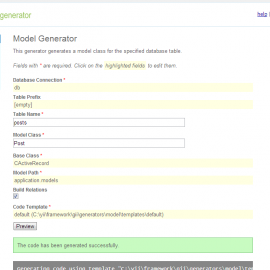 generator
help
Model Generator
This generator generates a model class for the specified database table.
Fields with * are required. Click on the highlighted fields to edit them.
Database Connection *
db
Table Prefix
[empty]
Table Name *
posts
Model Class *
Post
Base Class *
CActiveRecord
Model Path *
application.models
Build Relations
Code Template *
default (C:\yii\framework\gii\generators\model\templates\default)
Preview
The code has been generated successfully.
generating code using template "C:\yii\framework\gii\generators\model\tem